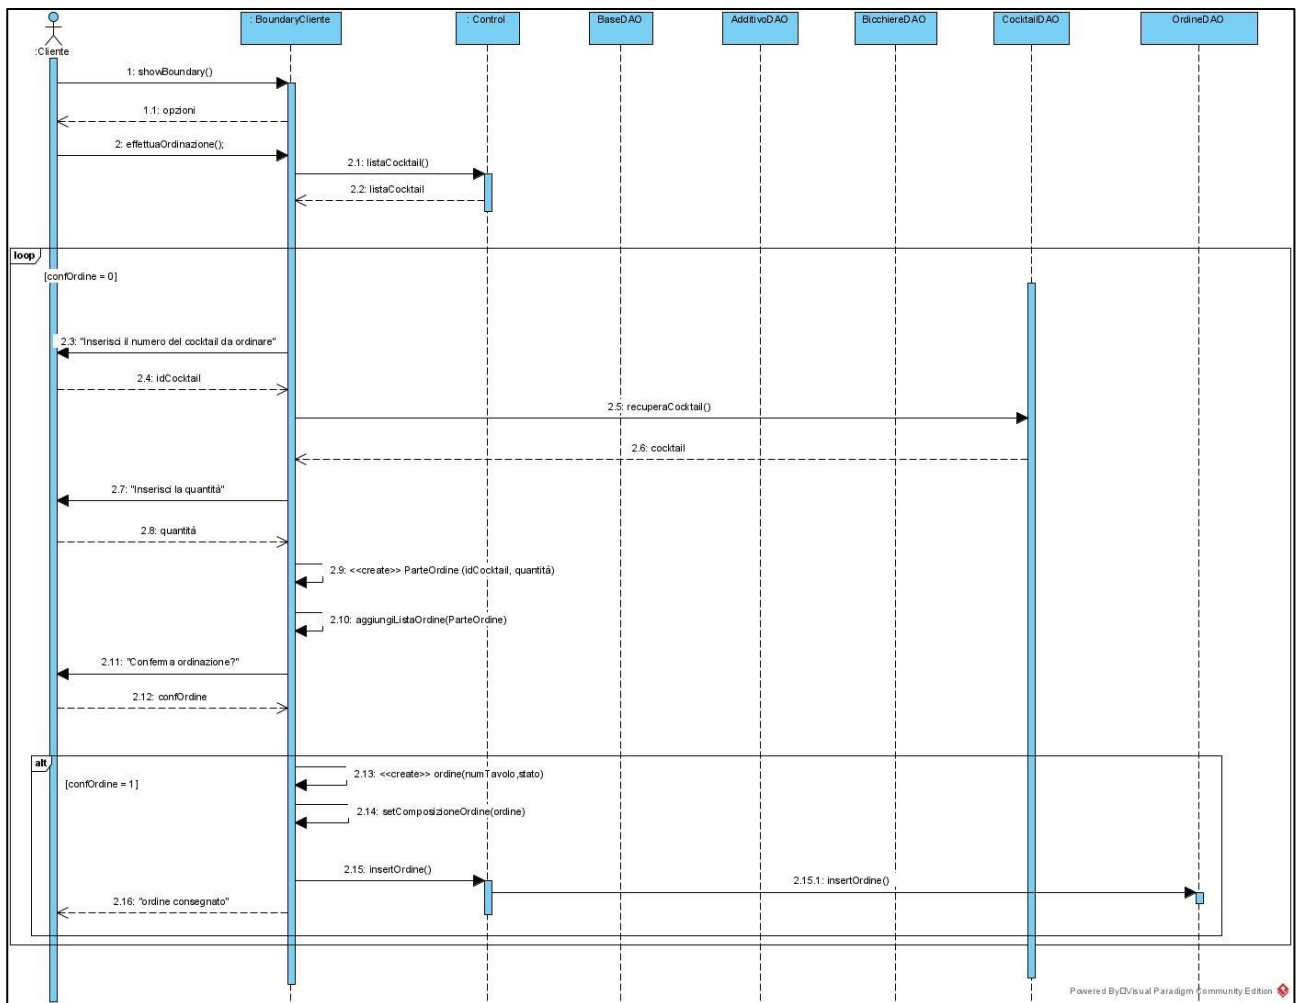 : BoundaryCliente
: Control
BaseDAO
AdditivoDAO
BicchiereDAO
CocktailDAO
OrdineDAO
:Cliente
1: showBoundary()
1.1: opzioni
2: effettuaOrdinazione();
2.1: listaCocktail()
2.2: listaCocktail
loop
[confOrdine = 0]
2.3: "Inserisci il numero del cocktail da ordinare"
2.4: idCocktail
2.5: recuperaCocktail()
2.6: cocktail
2.7: "Inserisci la quantità"
2.8: quantità
2.9: <<create>> ParteOrdine (idCocktail, quantità)
2.10: aggiungiListaOrdine(ParteOrdine)
2.11: "Conferma ordinazione?"
2.12: confOrdine
alt
[confOrdine = 1]
2.13: <<create>> ordine(numTavolo,stato)
2.14: setComposizioneOrdine(ordine)
2.15: insertOrdine()
2.15.1: insertOrdine()
2.16: "ordine consegnato"
Powered By Visual Paradigm Community Edition